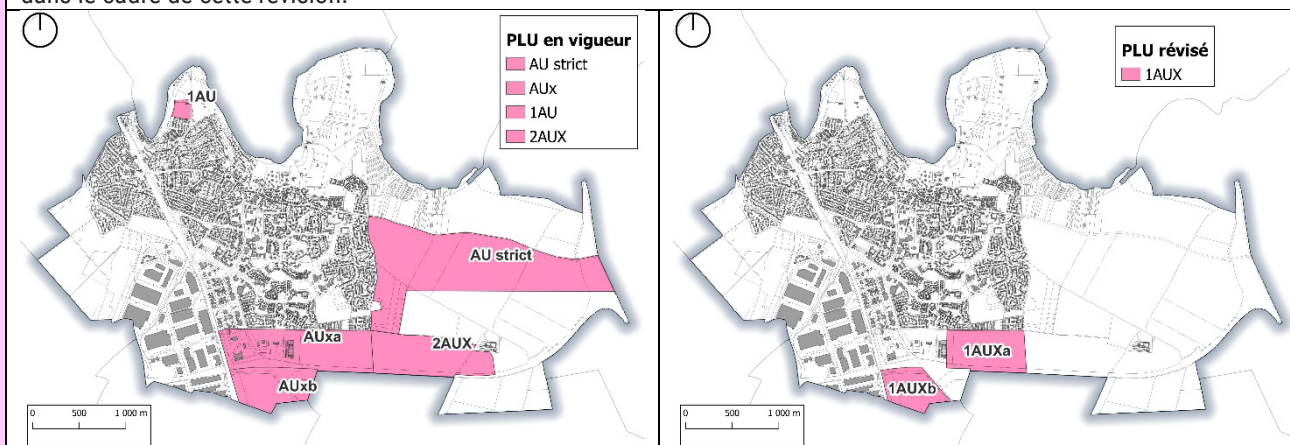 dans le cadre de cette révision.
PLU en vigueur
AU strict
AUx
1AU
2AUX
1AU
AU strict
AUxa
2AUX
AUxb
0 500 1 000 m
PLU révisé
1AUX
1AUXa
1AUXb
0 500 1 000 m